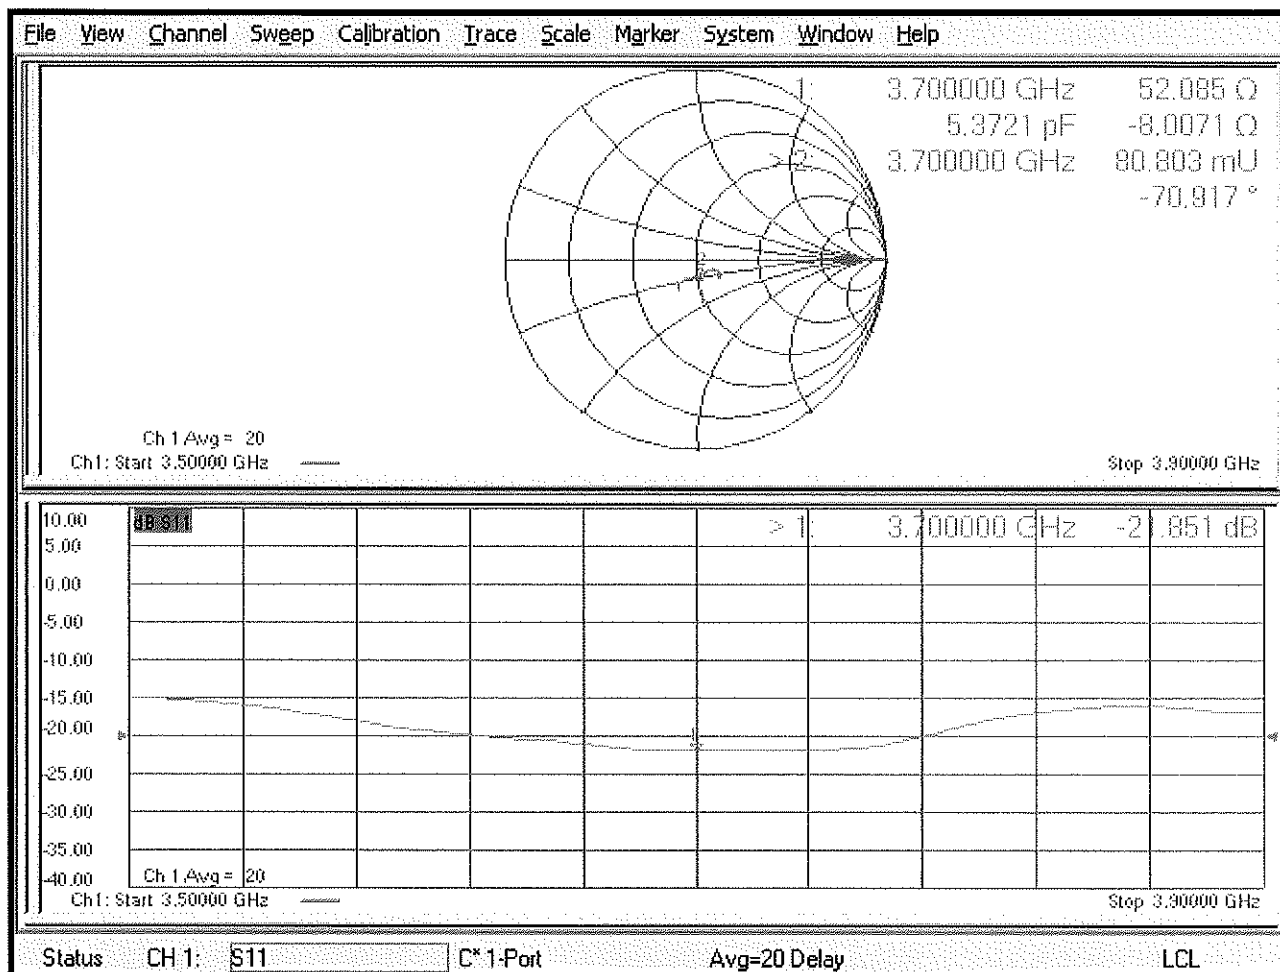 File View Channel Sweep Calibration Trace Scale Marker System Window Help
1: 3.700000 GHz 52.085 Ω
5.3721 pF -8.0071 Ω
> 2: 3.700000 GHz 80.803 mU
-70.917 °
Ch 1 Avg = 20
Ch1: Start 3.50000 GHz
Stop 3.90000 GHz
10.00
dB S11
> 1: 3.700000 GHz -21.851 dB
5.00
0.00
-5.00
-10.00
-15.00
-20.00
-25.00
-30.00
-35.00
-40.00
Ch 1 Avg = 20
Ch1: Start 3.50000 GHz
Stop 3.90000 GHz
Status CH 1: S11 C* 1-Port Avg=20 Delay LCL